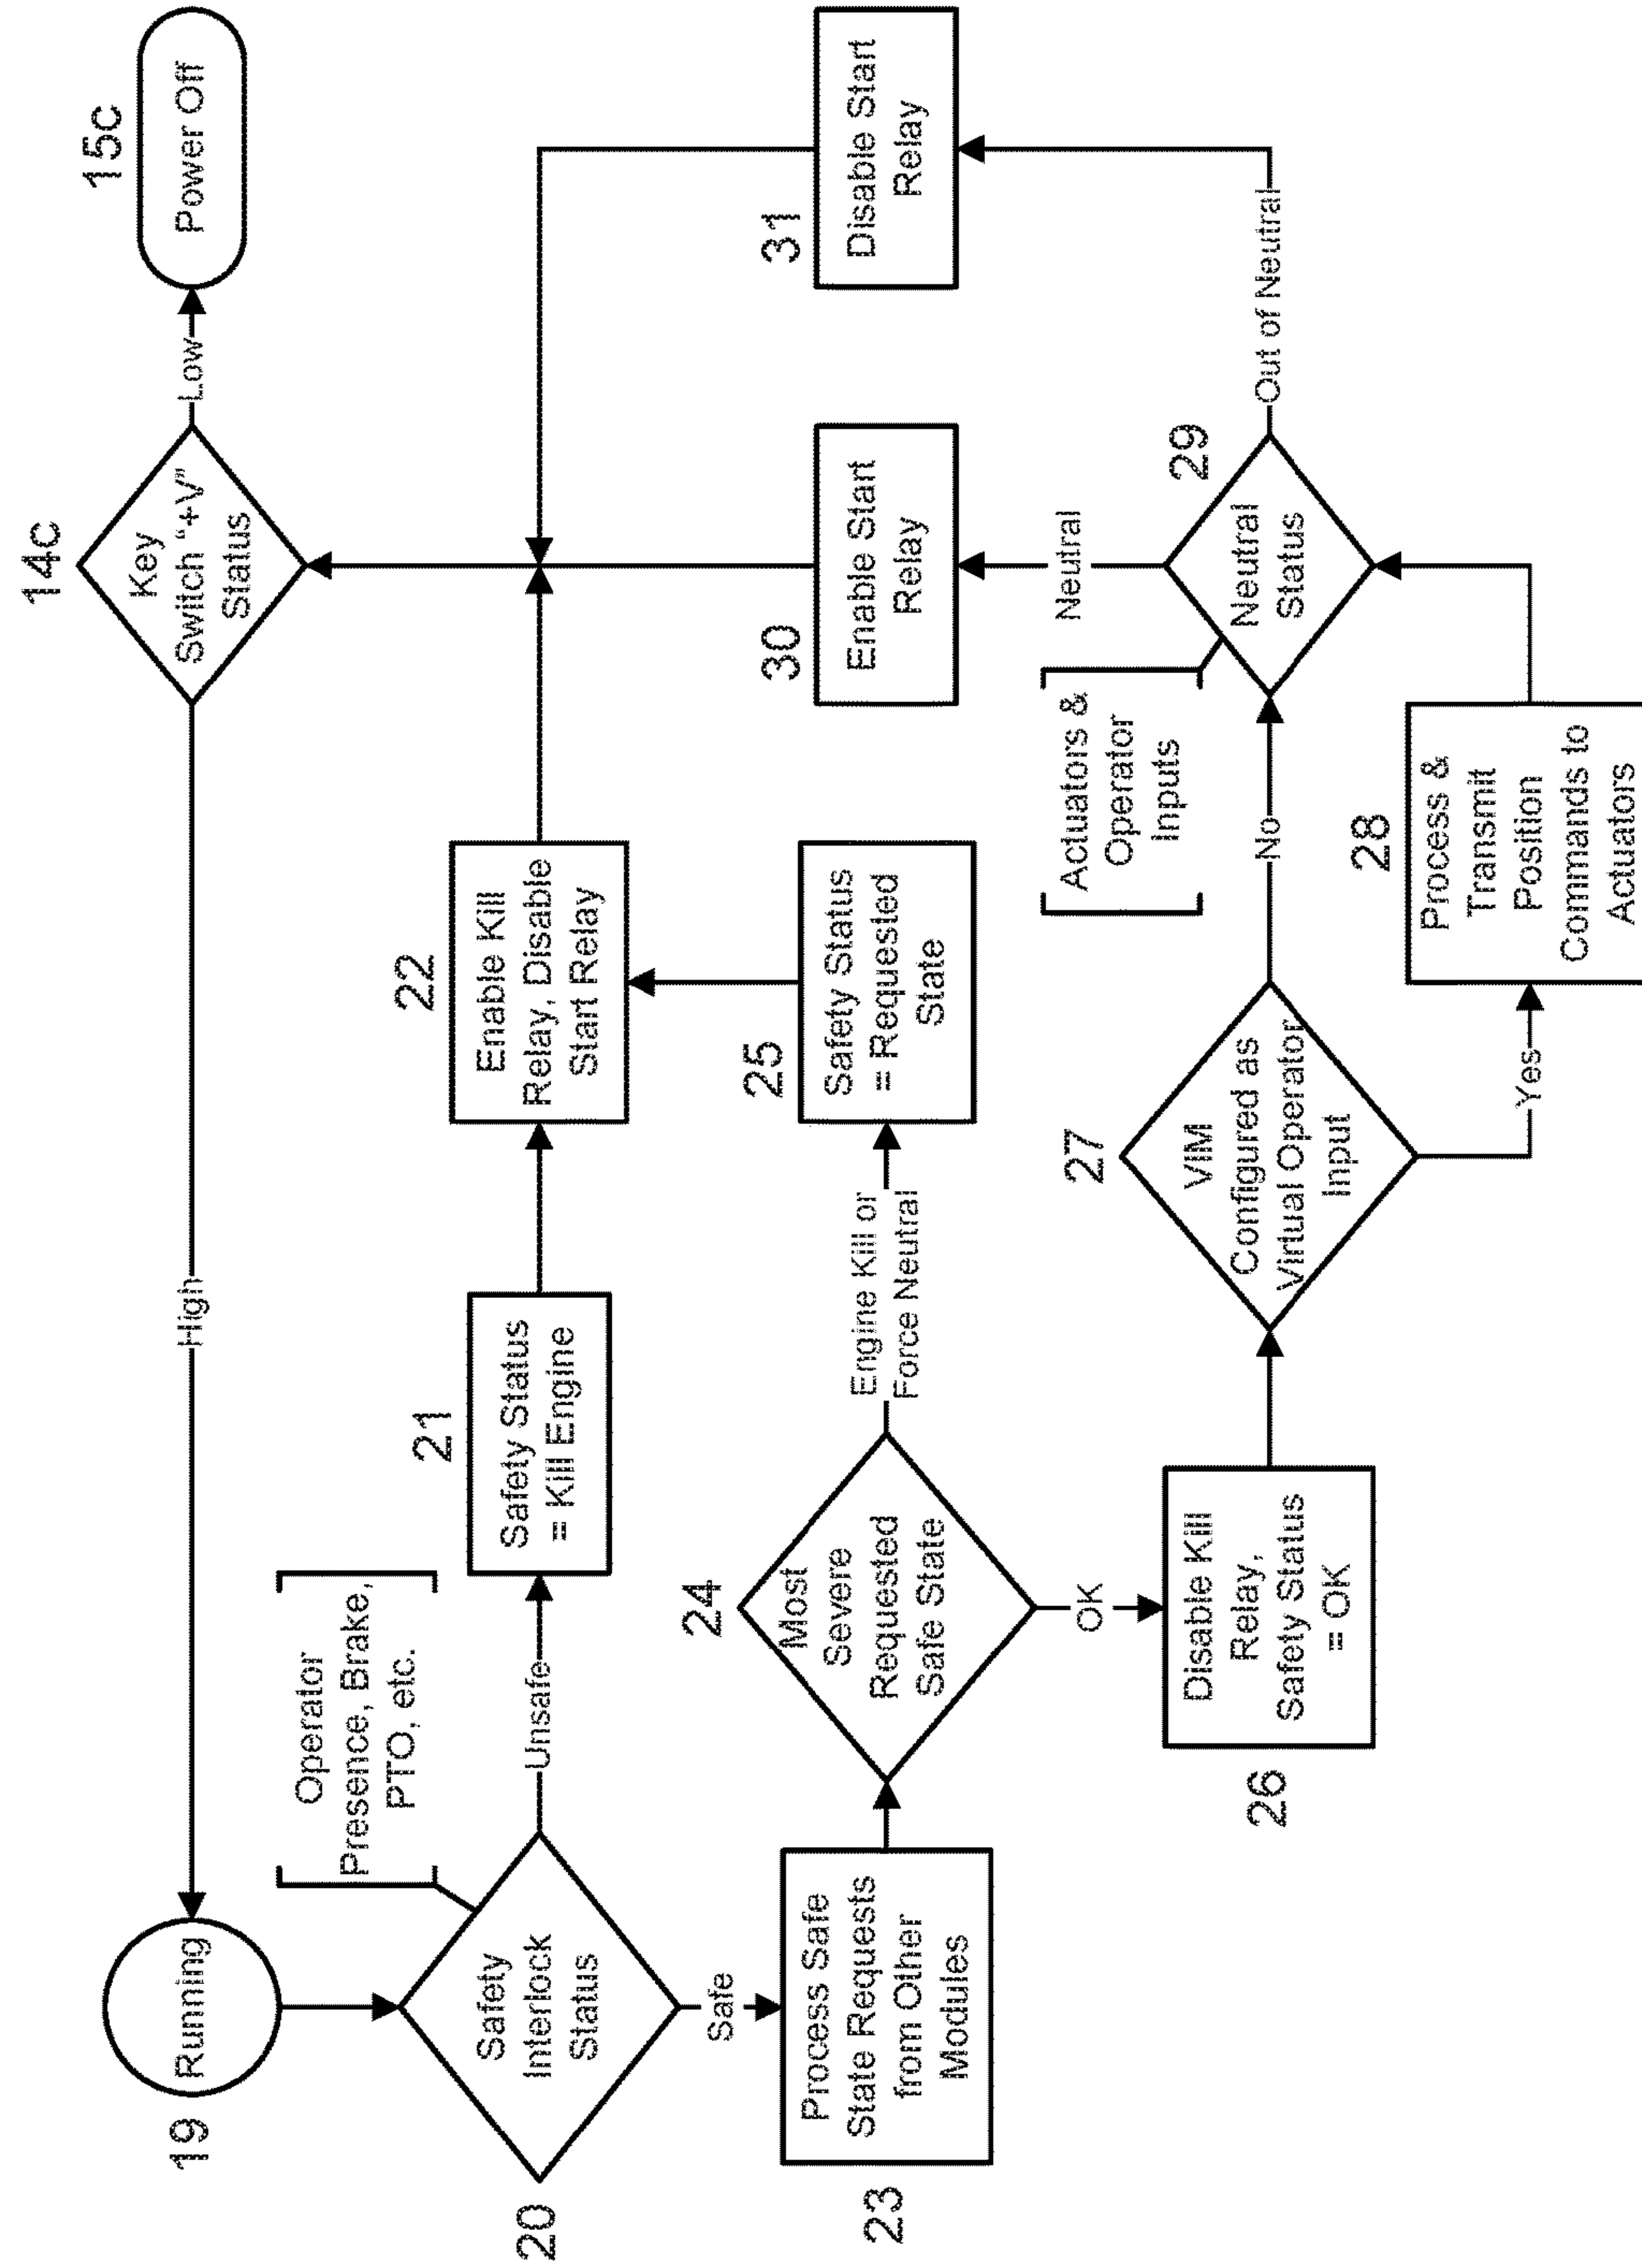 19
Running
High
14c
Key
Switch "+V"
Status
Low
15c
Power Off
20
Safety
Interlock
Status
Operator
Presence, Brake,
PTO, etc.
Unsafe
21
Safety Status
= Kill Engine
22
Enable Kill
Relay, Disable
Start Relay
Safe
23
Process Safe
State Requests
from Other
Modules
24
Most
Severe
Requested
Safe State
Engine Kill or
Force Neutral
25
Safety Status
= Requested
State
OK
26
Disable Kill
Relay,
Safety Status
= OK
27
VIM
Configured as
Virtual Operator
Input
No
Yes
28
Process &
Transmit
Position
Commands to
Actuators
Actuators &
Operator
Inputs
29
Neutral
Status
Neutral
30
Enable Start
Relay
Out of Neutral
31
Disable Start
Relay